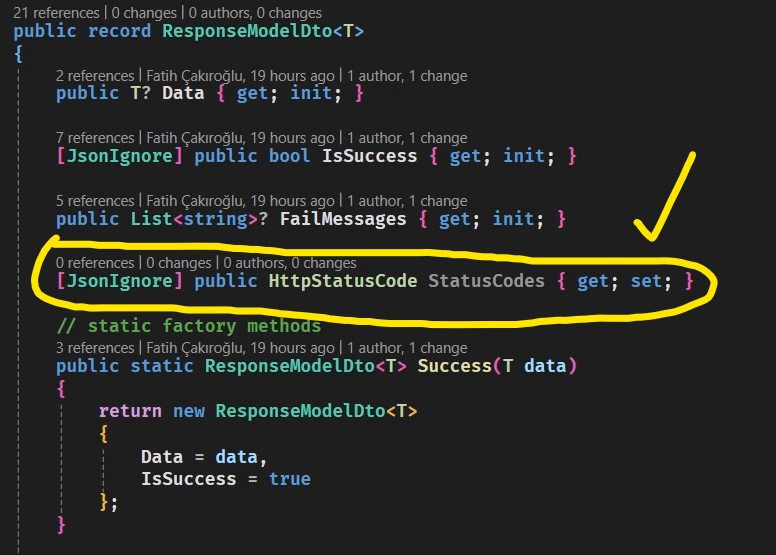 21 references | 0 changes | 0 authors, 0 changes
public record ResponseModelDto<T>
{
2 references | Fatih Çakıroğlu, 19 hours ago | 1 author, 1 change
public T? Data { get; init; }
7 references | Fatih Çakıroğlu, 19 hours ago | 1 author, 1 change
[JsonIgnore] public bool IsSuccess { get; init; }
5 references | Fatih Çakıroğlu, 19 hours ago | 1 author, 1 change
public List<string>? FailMessages { get; init; }
0 references | 0 changes | 0 authors, 0 changes
[JsonIgnore] public HttpStatusCode StatusCodes { get; set; }
// static factory methods
3 references | Fatih Çakıroğlu, 19 hours ago | 1 author, 1 change
public static ResponseModelDto<T> Success(T data)
{
return new ResponseModelDto<T>
{
Data = data,
IsSuccess = true
};
}